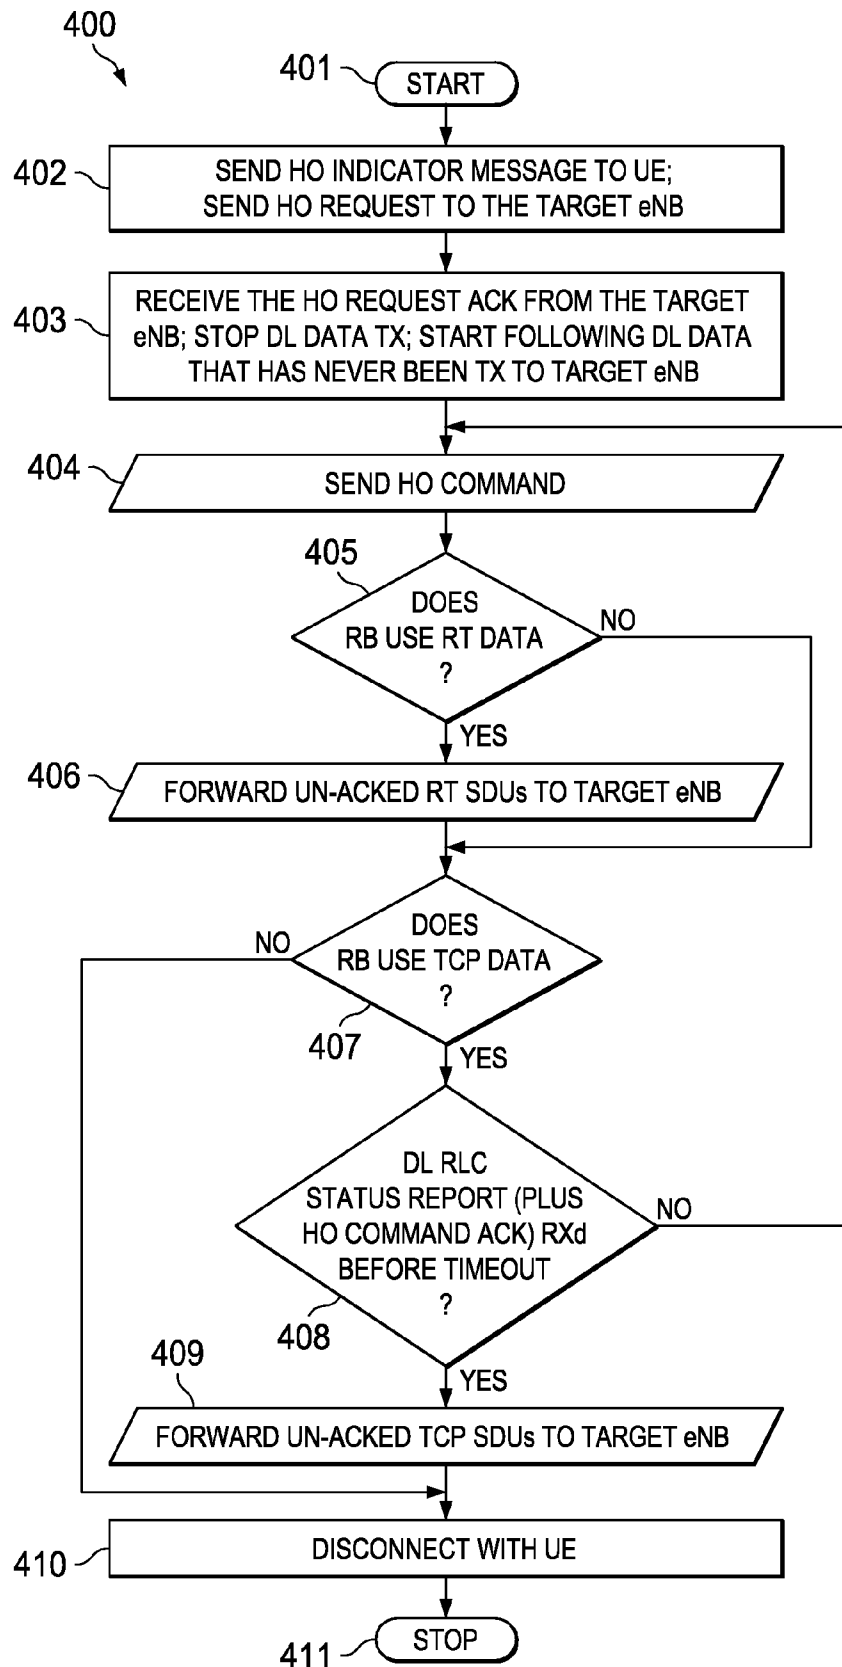 400
401
START
402
SEND HO INDICATOR MESSAGE TO UE;
SEND HO REQUEST TO THE TARGET eNB
403
RECEIVE THE HO REQUEST ACK FROM THE TARGET
eNB; STOP DL DATA TX; START FOLLOWING DL DATA
THAT HAS NEVER BEEN TX TO TARGET eNB
404
SEND HO COMMAND
405
DOES
RB USE RT DATA
?
NO
YES
406
FORWARD UN-ACKED RT SDUs TO TARGET eNB
DOES
RB USE TCP DATA
?
NO
407
YES
DL RLC
STATUS REPORT (PLUS
HO COMMAND ACK) RXd
BEFORE TIMEOUT
?
NO
408
YES
409
FORWARD UN-ACKED TCP SDUs TO TARGET eNB
410
DISCONNECT WITH UE
411
STOP